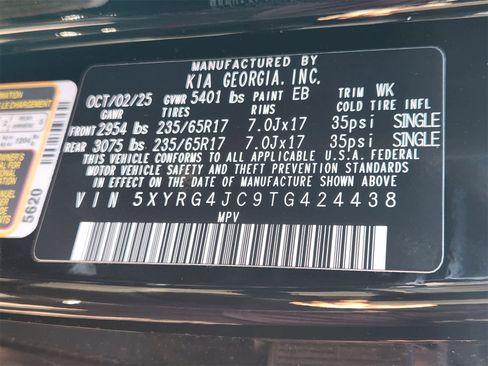 MANUFACTURED BY
KIA GEORGIA, INC.
OCT/02/25 GVWR 5401 lbs PAINT EB TRIM WK
GAWR TIRES RIMS COLD TIRE INFL
FRONT 2954 lbs 235/65R17 7.0Jx17 35psi SINGLE
REAR 3075 lbs 235/65R17 7.0Jx17 35psi SINGLE
THIS VEHICLE CONFORMS TO ALL APPLICABLE U.S.A. FEDERAL
MOTOR VEHICLE SAFETY AND THEFT PREVENTION STANDARDS IN
EFFECT ON THE DATE OF MANUFACTURE SHOWN ABOVE
VIN 5XYRG4JC9TG424438
MPV
5620